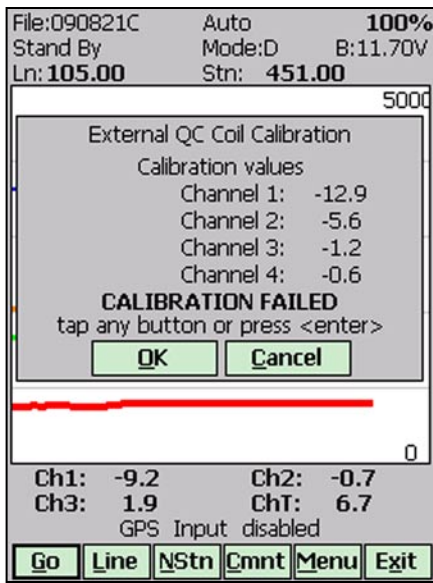 File:090821C Auto 100%
Stand By Mode:D B:11.70V
Ln:105.00 Stn: 451.00
5000
External QC Coil Calibration
Calibration values
Channel 1: -12.9
Channel 2: -5.6
Channel 3: -1.2
Channel 4: -0.6
CALIBRATION FAILED
tap any button or press <enter>
OK Cancel
0
Ch1: -9.2 Ch2: -0.7
Ch3: 1.9 ChT: 6.7
GPS Input disabled
Go Line NStn Cmnt Menu Exit